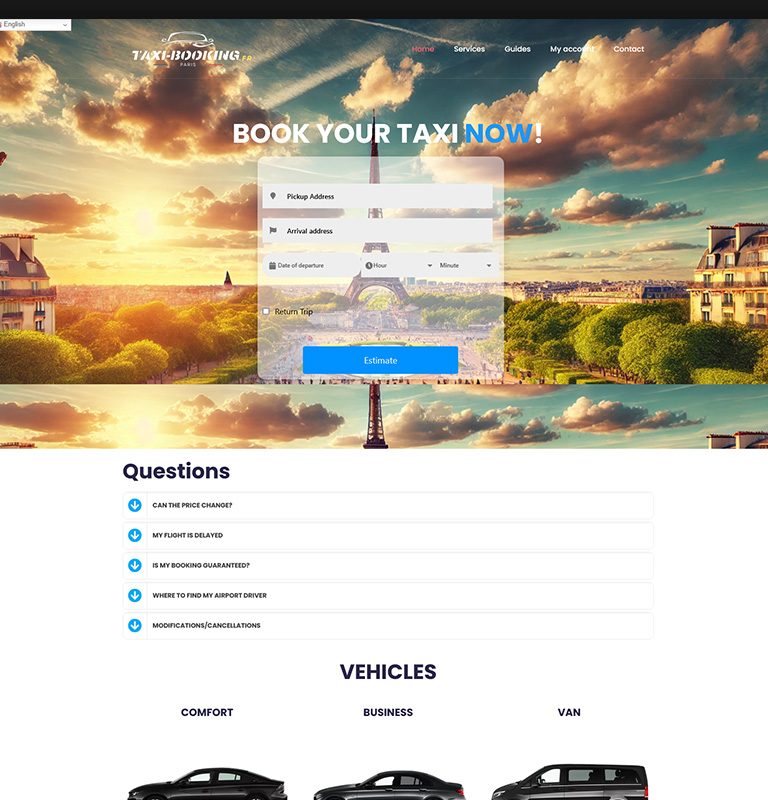 English
TAXI-BOOKING.FR
PARIS
Home
Services
Guides
My account
Contact
BOOK YOUR TAXI NOW!
Pickup Address
Arrival address
Date of departure
Hour
Minute
Return Trip
Estimate
Questions
CAN THE PRICE CHANGE?
MY FLIGHT IS DELAYED
IS MY BOOKING GUARANTEED?
WHERE TO FIND MY AIRPORT DRIVER
MODIFICATIONS/CANCELLATIONS
VEHICLES
COMFORT
BUSINESS
VAN